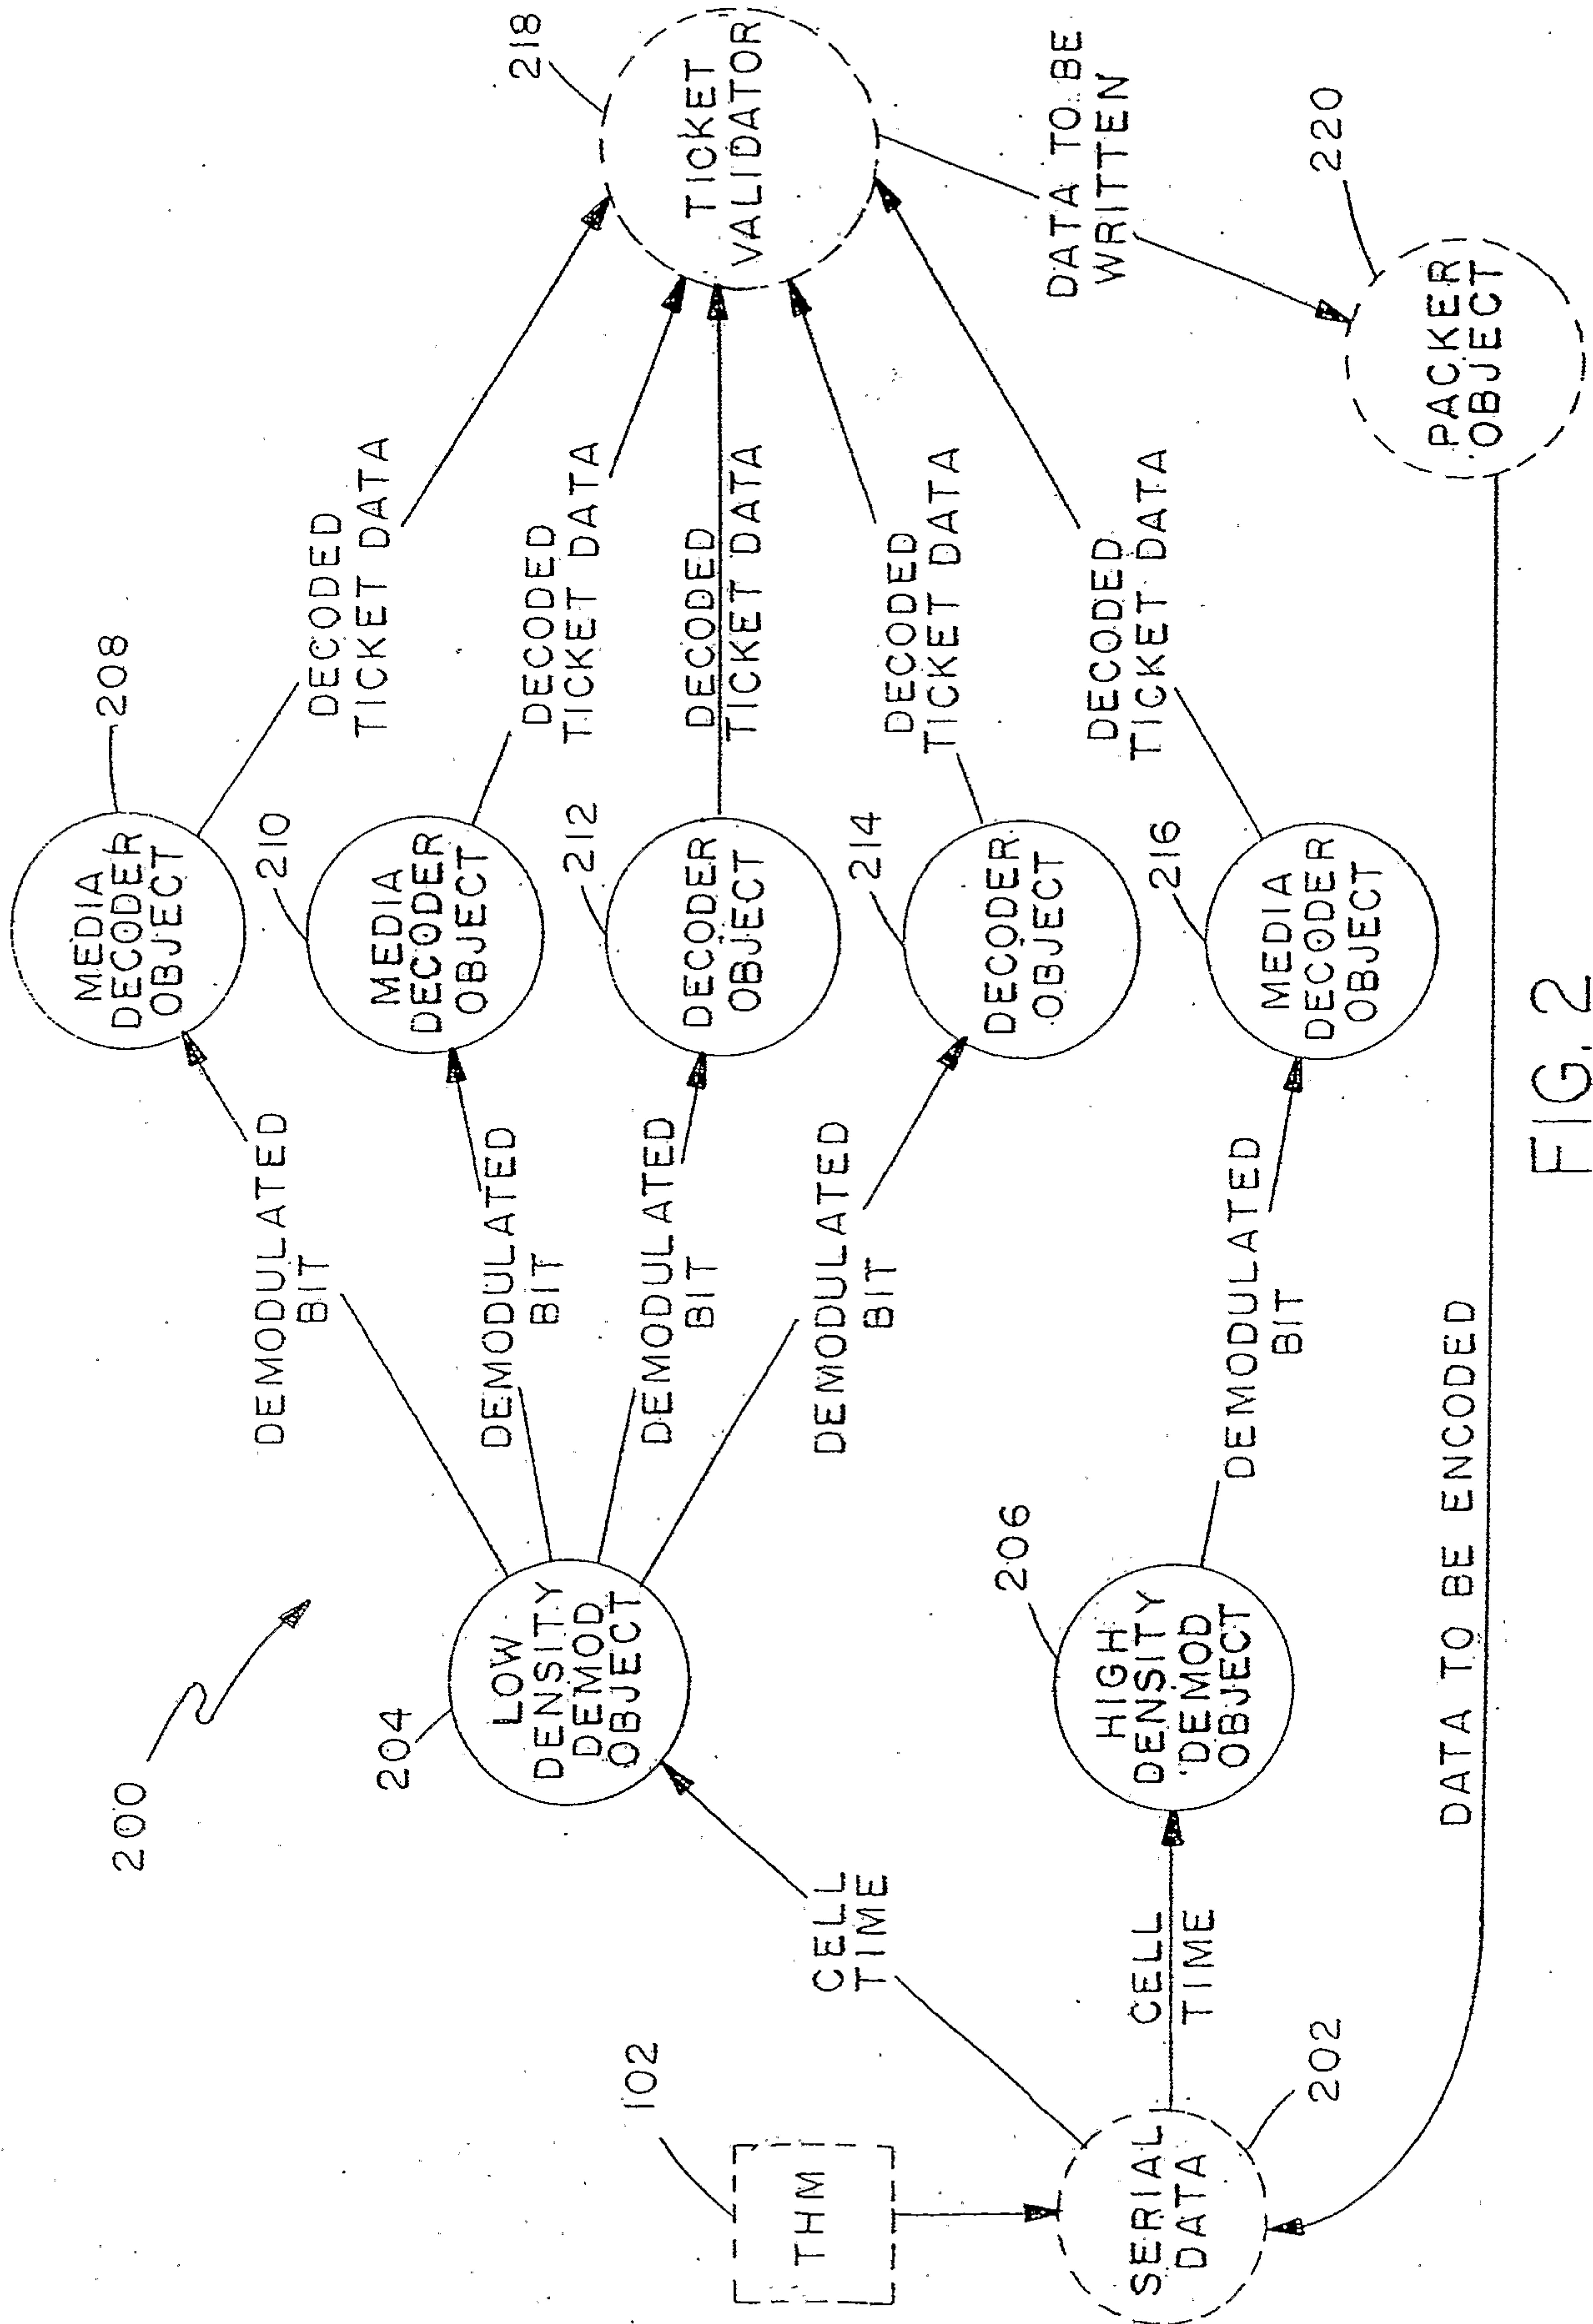 200
102
THM
SERIAL
DATA
202
CELL
TIME
CELL
TIME
204
LOW
DENSITY
DEMOD
OBJECT
206
HIGH
DENSITY
DEMOD
OBJECT
DEMODULATED
BIT
DEMODULATED
BIT
DEMODULATED
BIT
DEMODULATED
BIT
DEMODULATED
BIT
208
MEDIA
DECODER
OBJECT
210
MEDIA
DECODER
OBJECT
212
DECODER
OBJECT
214
DECODER
OBJECT
216
MEDIA
DECODER
OBJECT
DECODED
TICKET DATA
DECODED
TICKET DATA
DECODED
TICKET DATA
DECODED
TICKET DATA
DECODED
TICKET DATA
218
TICKET
VALIDATOR
DATA TO BE
WRITTEN
220
PACKER
OBJECT
DATA TO BE ENCODED
FIG. 2